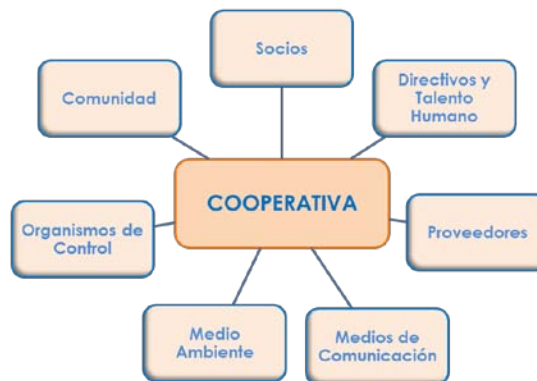 Socios
Comunidad
Directivos y
Talento
Humano
COOPERATIVA
Organismos de
Control
Proveedores
Medio
Ambiente
Medios de
Comunicación